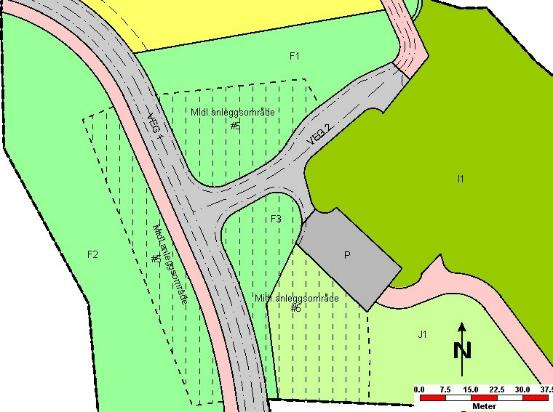 F1
Midl.anleggsområde
#5
VEG 1
VEG 2
I1
F3
F2
Midl.anleggsområde
P
Midl.anleggsområde
#6
J1
N
0.0 7.5 15.0 22.5 30.0 37.5
Meter